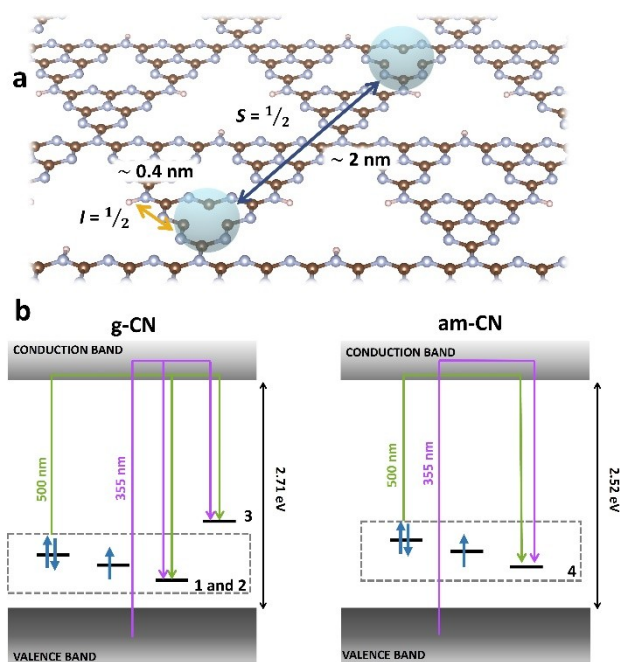 a
S = ¹/₂
~ 2 nm
~ 0.4 nm
I = ¹/₂
b
g-CN
CONDUCTION BAND
500 nm
355 nm
2.71 eV
3
1 and 2
VALENCE BAND
am-CN
CONDUCTION BAND
500 nm
355 nm
2.52 eV
4
VALENCE BAND